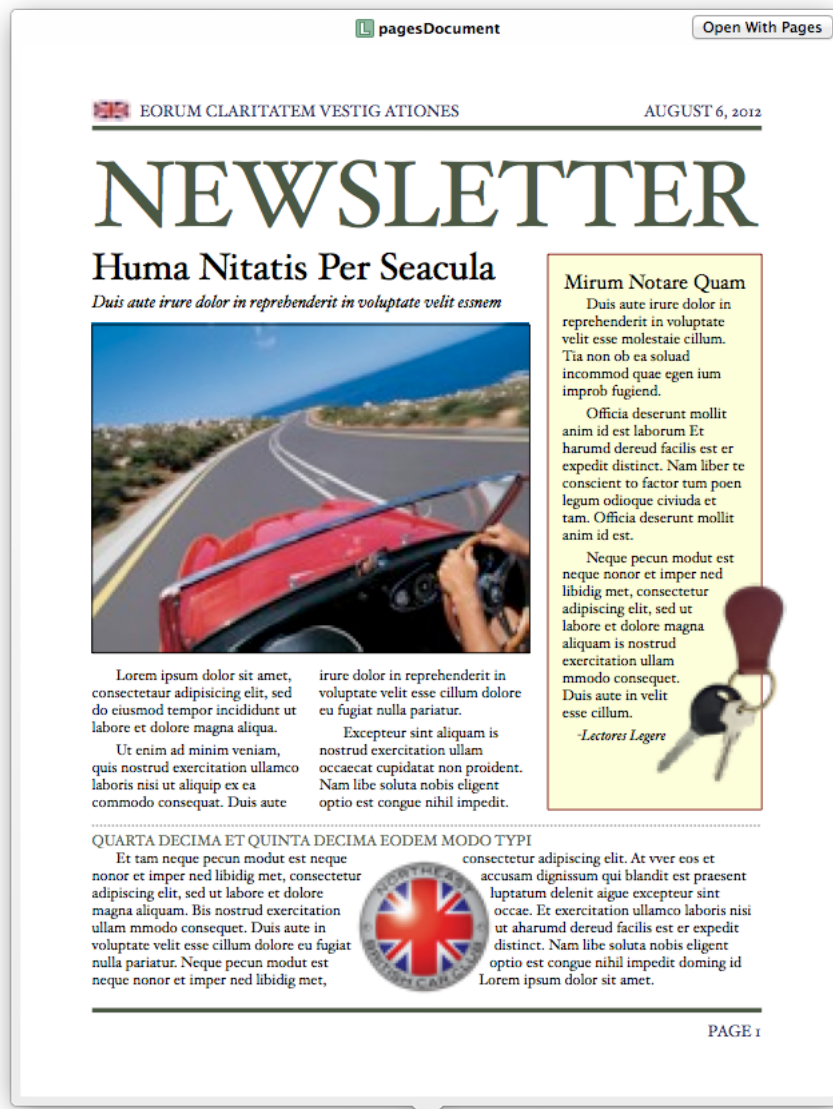 pagesDocument
Open With Pages
EORUM CLARITATEM VESTIG ATIONES
AUGUST 6, 2012
NEWSLETTER
Huma Nitatis Per Seacula
Duis aute irure dolor in reprehenderit in voluptate velit essnem
Lorem ipsum dolor sit amet,
consectetaur adipisicing elit, sed
do eiusmod tempor incididunt ut
labore et dolore magna aliqua.
Ut enim ad minim veniam,
quis nostrud exercitation ullamco
laboris nisi ut aliquip ex ea
commodo consequat. Duis aute
irure dolor in reprehenderit in
voluptate velit esse cillum dolore
eu fugiat nulla pariatur.
Excepteur sint aliquam is
nostrud exercitation ullam
occaecat cupidatat non proident.
Nam libe soluta nobis eligent
optio est congue nihil impedit.
Mirum Notare Quam
Duis aute irure dolor in
reprehenderit in voluptate
velit esse molestaie cillum.
Tia non ob ea soluad
incommod quae egen ium
improb fugiend.
Officia deserunt mollit
anim id est laborum Et
harumd dereud facilis est er
expedit distinct. Nam liber te
conscient to factor tum poen
legum odioque civiuda et
tam. Officia deserunt mollit
anim id est.
Neque pecun modut est
neque nonor et imper ned
libidig met, consectetur
adipiscing elit, sed ut
labore et dolore magna
aliquam is nostrud
exercitation ullam
mmodo consequet.
Duis aute in velit
esse cillum.
-Lectores Legere
QUARTA DECIMA ET QUINTA DECIMA EODEM MODO TYPI
Et tam neque pecun modut est neque
nonor et imper ned libidig met, consectetur
adipiscing elit, sed ut labore et dolore
magna aliquam. Bis nostrud exercitation
ullam mmodo consequet. Duis aute in
voluptate velit esse cillum dolore eu fugiat
nulla pariatur. Neque pecun modut est
neque nonor et imper ned libidig met,
NORTHEAST
BRITISH CAR CLUB
consectetur adipiscing elit. At vver eos et
accusam dignissum qui blandit est praesent
luptatum delenit aigue excepteur sint
occae. Et exercitation ullamco laboris nisi
ut aharumd dereud facilis est er expedit
distinct. Nam libe soluta nobis eligent
optio est congue nihil impedit doming id
Lorem ipsum dolor sit amet.
PAGE 1